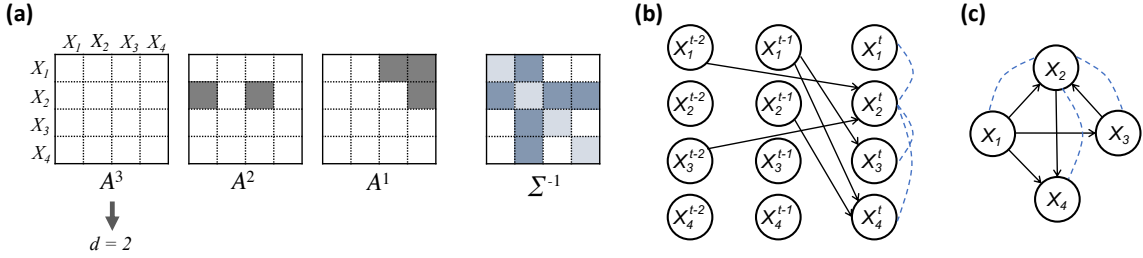 (a)
X₁ X₂ X₃ X₄
X₁
X₂
X₃
X₄
A³ A² A¹ Σ⁻¹
d = 2
(b)
X₁ᵗ⁻² X₁ᵗ⁻¹ X₁ᵗ
X₂ᵗ⁻² X₂ᵗ⁻¹ X₂ᵗ
X₃ᵗ⁻² X₃ᵗ⁻¹ X₃ᵗ
X₄ᵗ⁻² X₄ᵗ⁻¹ X₄ᵗ
(c)
X₂
X₁ X₃
X₄